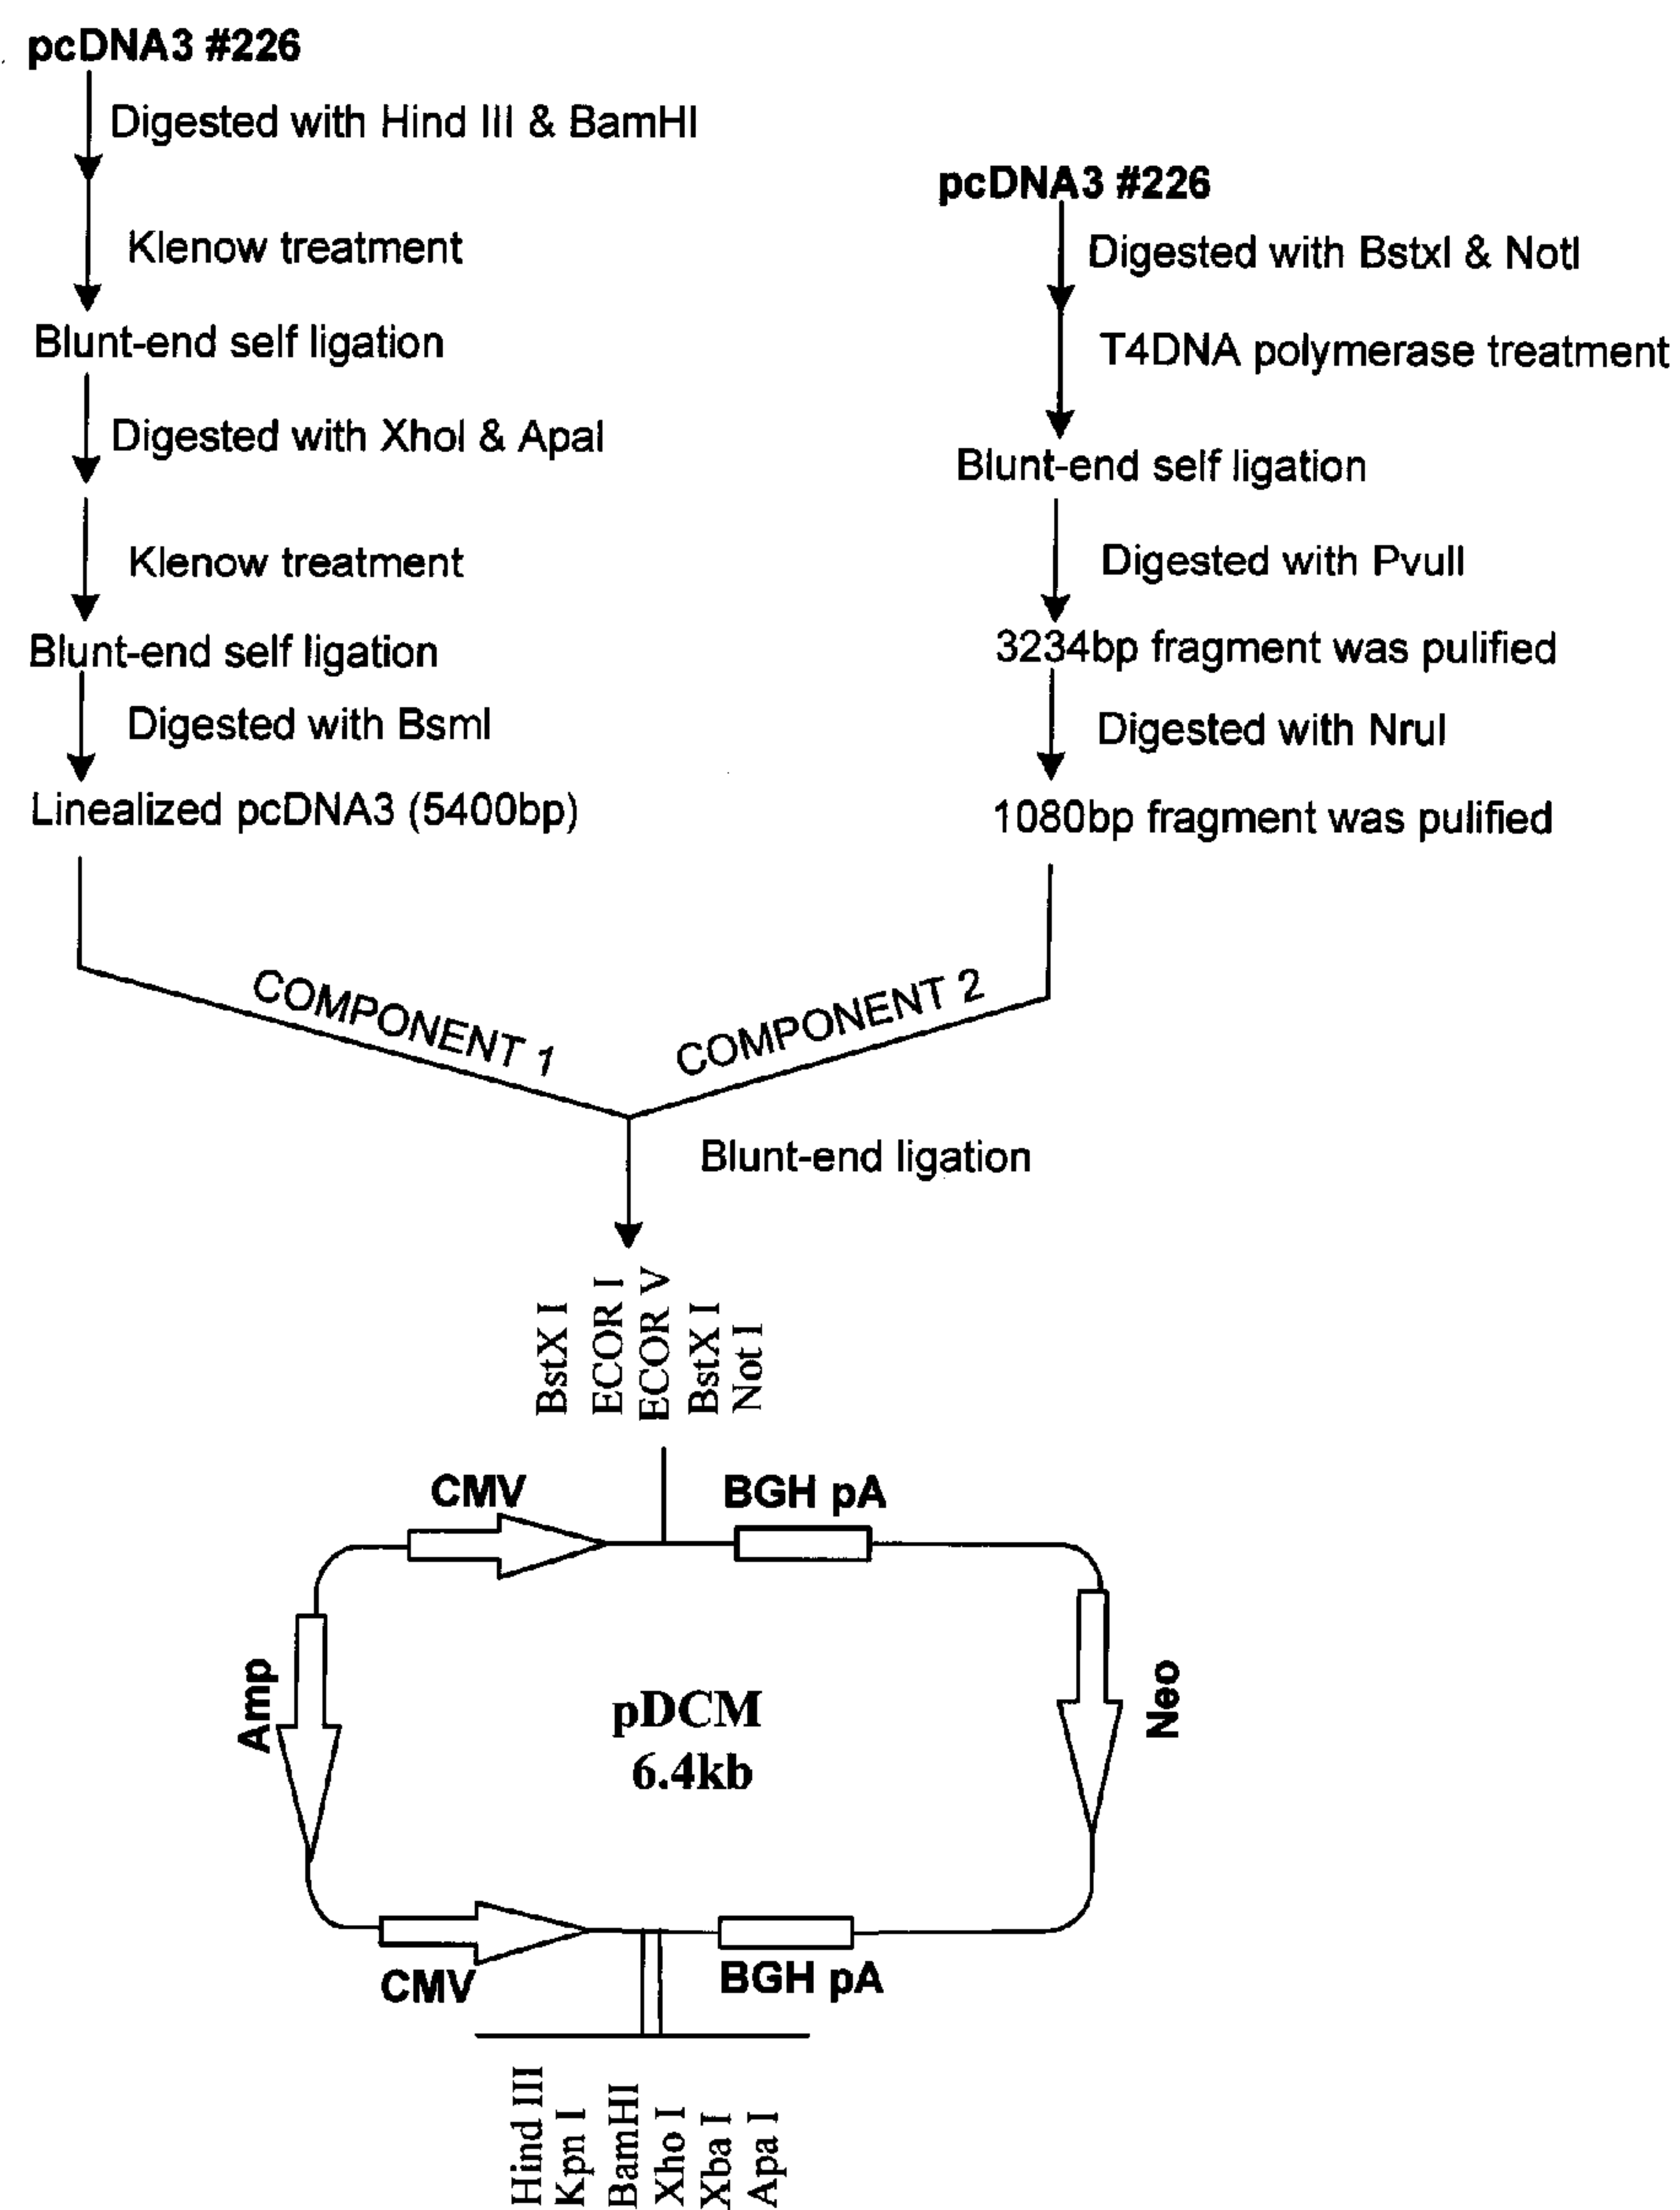 pcDNA3 #226
Digested with Hind III & BamHI
Klenow treatment
Blunt-end self ligation
Digested with XhoI & ApaI
Klenow treatment
Blunt-end self ligation
Digested with BsmI
Linealized pcDNA3 (5400bp)
pcDNA3 #226
Digested with BstxI & NotI
T4DNA polymerase treatment
Blunt-end self ligation
Digested with PvuII
3234bp fragment was pulified
Digested with NruI
1080bp fragment was pulified
COMPONENT 1
COMPONENT 2
Blunt-end ligation
BstX I
ECOR I
ECOR V
BstX I
Not I
CMV
BGH pA
Amp
pDCM
6.4kb
Neo
CMV
BGH pA
Hind III
Kpn I
BamHI
Xho I
Xba I
Apa I